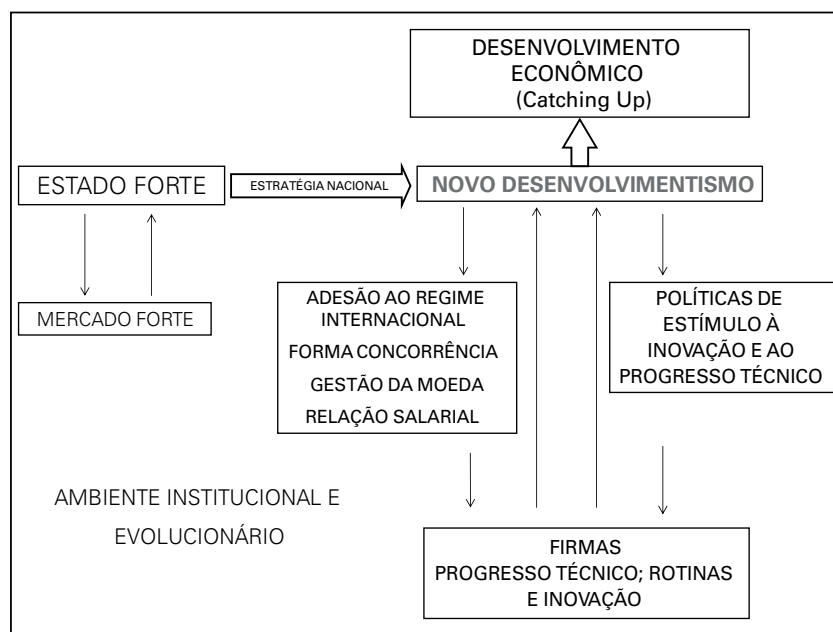 DESENVOLVIMENTO
ECONÔMICO
(Catching Up)
ESTADO FORTE
ESTRATÉGIA NACIONAL
NOVO DESENVOLVIMENTISMO
MERCADO FORTE
ADESÃO AO REGIME
INTERNACIONAL
FORMA CONCORRÊNCIA
GESTÃO DA MOEDA
RELAÇÃO SALARIAL
POLÍTICAS DE
ESTÍMULO À
INOVAÇÃO E AO
PROGRESSO TÉCNICO
AMBIENTE INSTITUCIONAL E
EVOLUCIONÁRIO
FIRMAS
PROGRESSO TÉCNICO; ROTINAS
E INOVAÇÃO